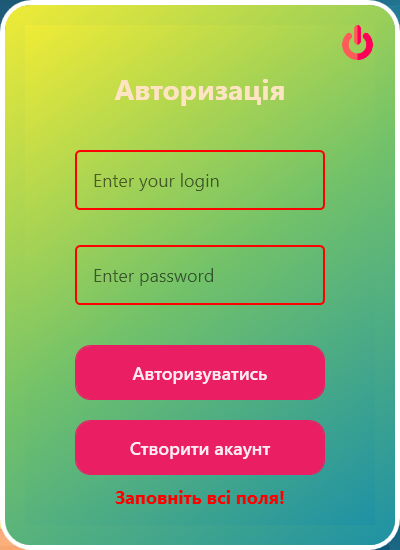 Авторизація
Enter your login
Enter password
Авторизуватись
Створити акаунт
Заповніть всі поля!